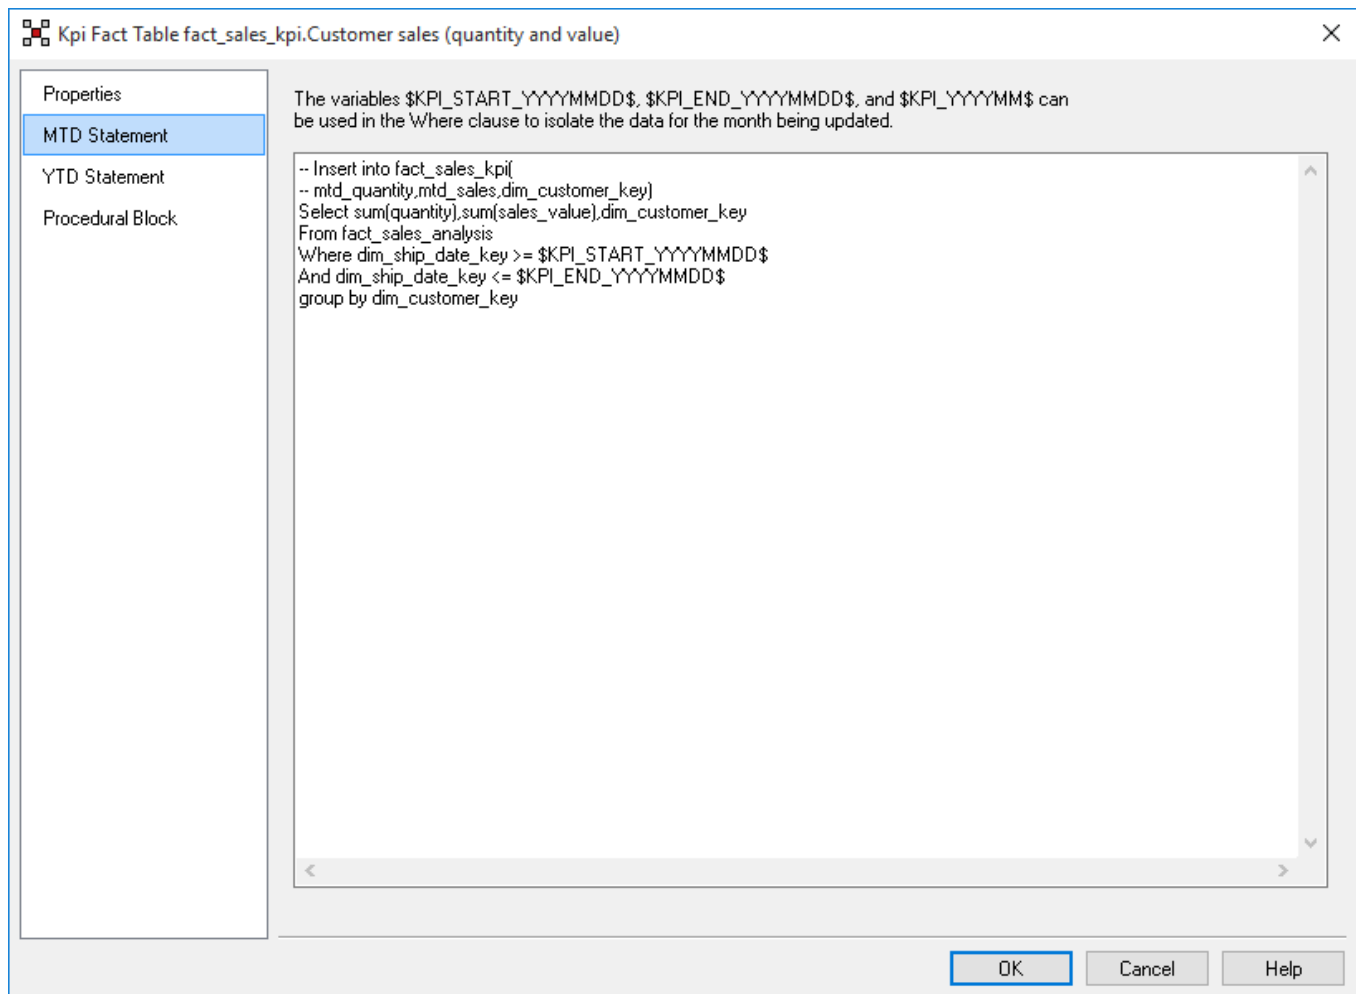 Kpi Fact Table fact_sales_kpi.Customer sales (quantity and value)
Properties
MTD Statement
YTD Statement
Procedural Block
The variables $KPI_START_YYYYMMDD$, $KPI_END_YYYYMMDD$, and $KPI_YYYYMM$ can
be used in the Where clause to isolate the data for the month being updated.
-- Insert into fact_sales_kpi(
-- mtd_quantity,mtd_sales,dim_customer_key)
Select sum(quantity),sum(sales_value),dim_customer_key
From fact_sales_analysis
Where dim_ship_date_key >= $KPI_START_YYYYMMDD$
And dim_ship_date_key <= $KPI_END_YYYYMMDD$
group by dim_customer_key
OK
Cancel
Help